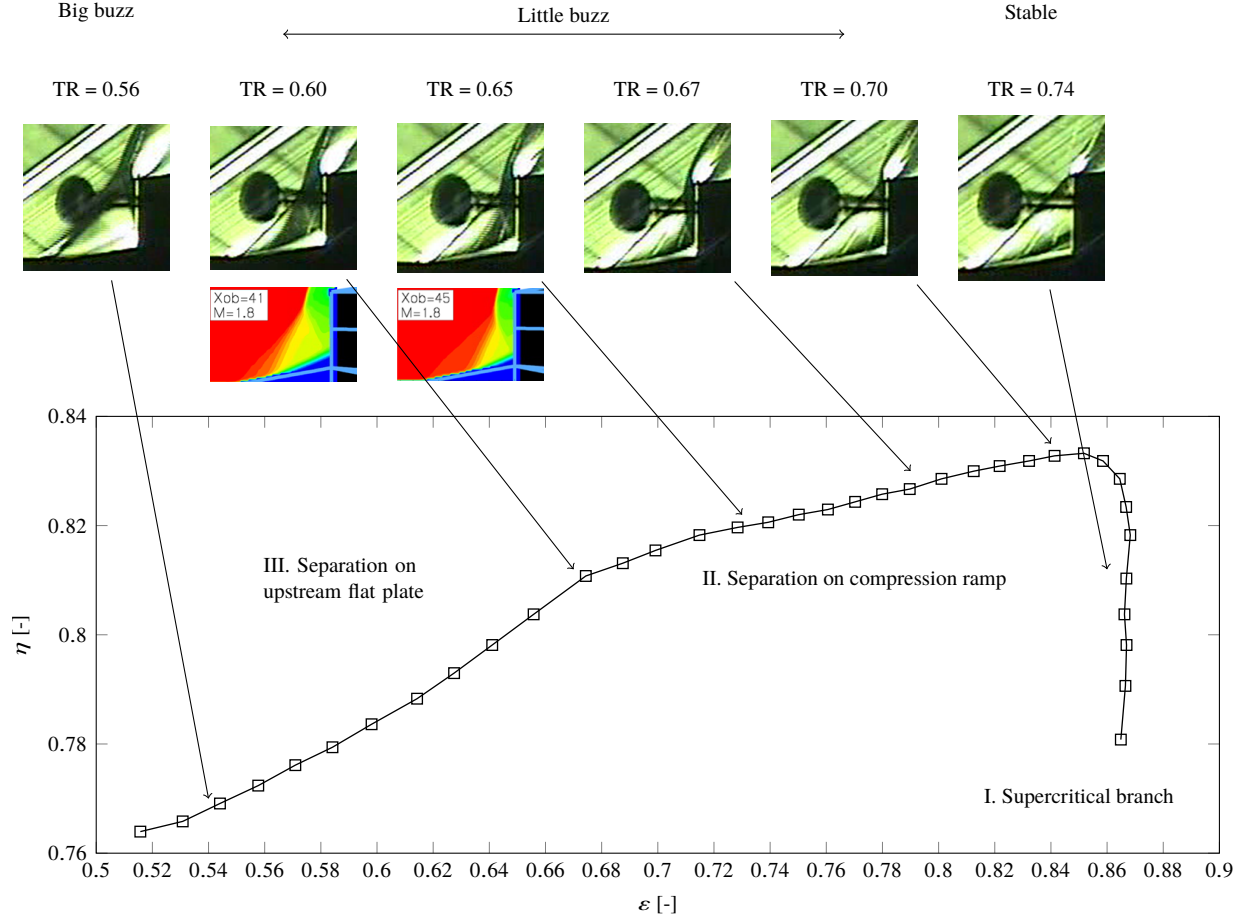 Big buzz
Little buzz
Stable
TR = 0.56
TR = 0.60
TR = 0.65
TR = 0.67
TR = 0.70
TR = 0.74
Xob=41
M=1.8
Xob=45
M=1.8
0.84
0.82
0.8
0.78
0.76
η [-]
III. Separation on
upstream flat plate
II. Separation on compression ramp
I. Supercritical branch
0.5
0.52
0.54
0.56
0.58
0.6
0.62
0.64
0.66
0.68
0.7
0.72
0.74
0.76
0.78
0.8
0.82
0.84
0.86
0.88
0.9
ε [-]